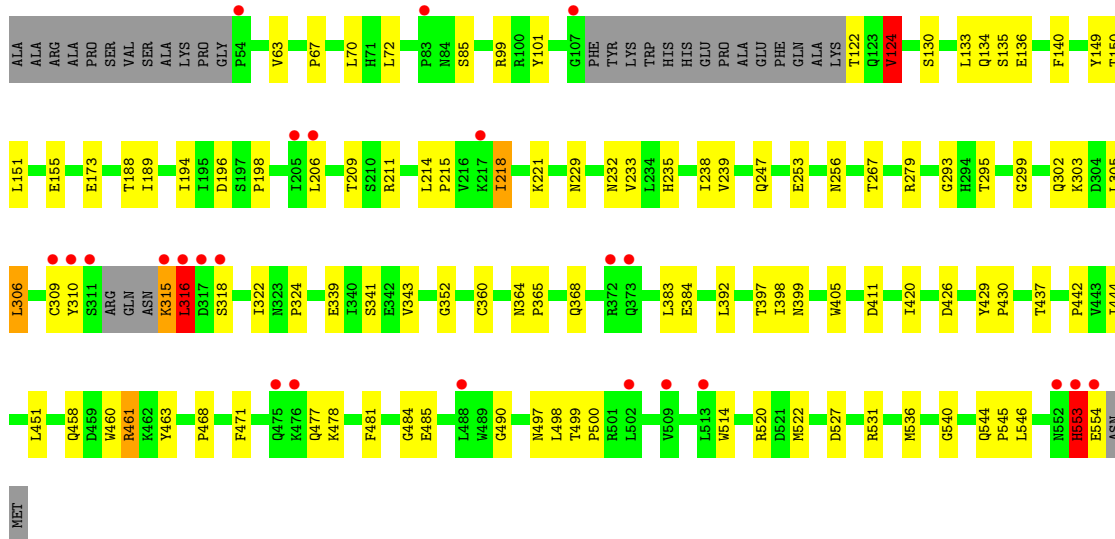 ALA ALA ARG ALA PRO SER VAL SER ALA LYS PRO GLY P54 V63 P67 L70 H71 L72 P83 N84 S85 R99 R100 Y101 G107 PHE TYR LYS TRP HIS HIS GLU PRO ALA GLU PHE GLN ALA LYS T122 Q123 V124 S130 L133 Q134 S135 E136 F140 Y149 T150
L151 E155 E173 T188 I189 I194 I195 D196 S197 P198 I205 L206 T209 S210 R211 L214 P215 V216 K217 I218 K221 N229 N232 V233 L234 H235 I238 V239 Q247 E253 N256 T267 R279 G293 H294 T295 G299 Q302 K303 D304 L305
L306 C309 Y310 S311 ARG GLN ASN K315 L316 D317 S318 I322 N323 P324 E339 I340 S341 E342 V343 G352 C360 N364 P365 Q368 R372 Q373 L383 E384 L392 T397 I398 N399 W405 D411 I420 D426 Y429 P430 T437 P442 V443 I444
L451 Q458 D459 W460 R461 K462 Y463 P468 F471 Q475 K476 Q477 K478 F481 G484 E485 L488 W489 G490 N497 L498 T499 P500 R501 L502 V509 L513 W514 R520 D521 M522 D527 R531 M536 G540 Q544 P545 L546 N552 H553 E554 ASN
MET